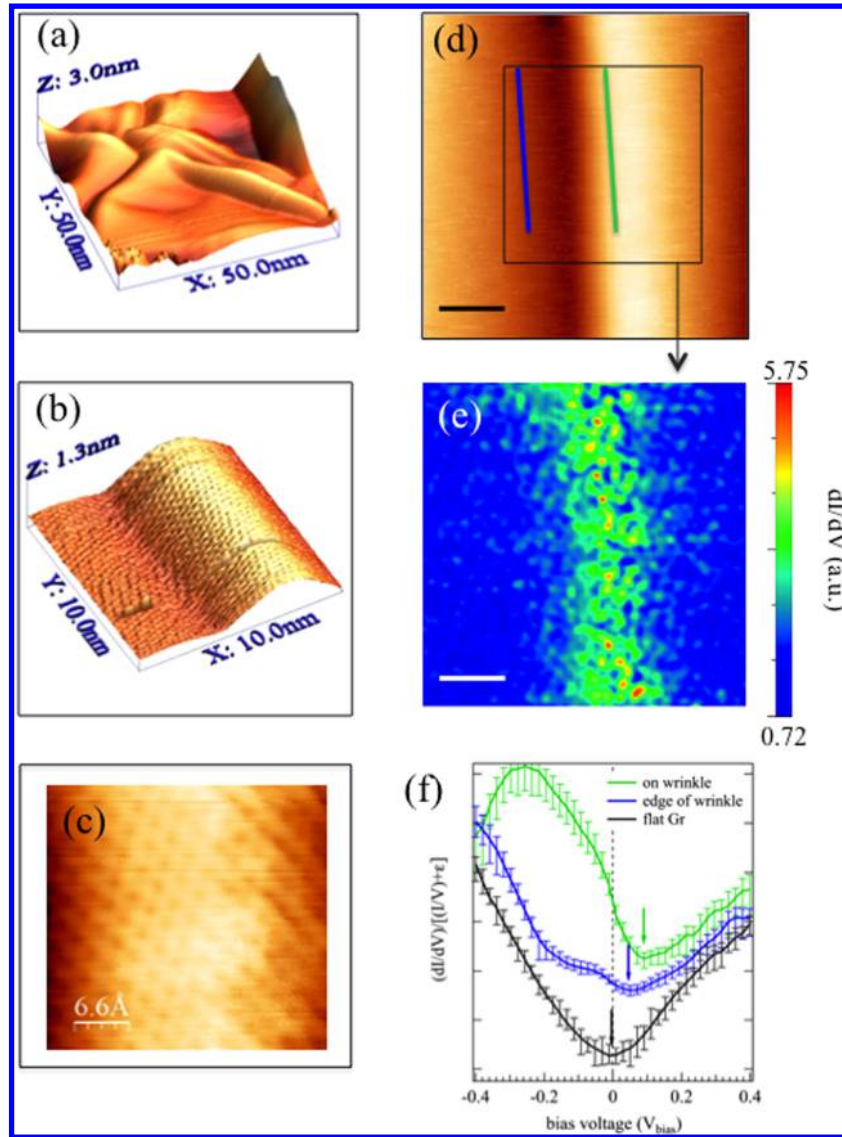 (a)
Z: 3.0nm
Y: 50.0nm
X: 50.0nm
(b)
Z: 1.3nm
Y: 10.0nm
X: 10.0nm
(c)
6.6Å
(d)
(e)
5.75
dI/dV (a.u.)
0.72
(f)
on wrinkle
edge of wrinkle
flat Gr
(dI/dV)/[(I/V)+ε]
-0.4
-0.2
0
0.2
0.4
bias voltage (Vbias)